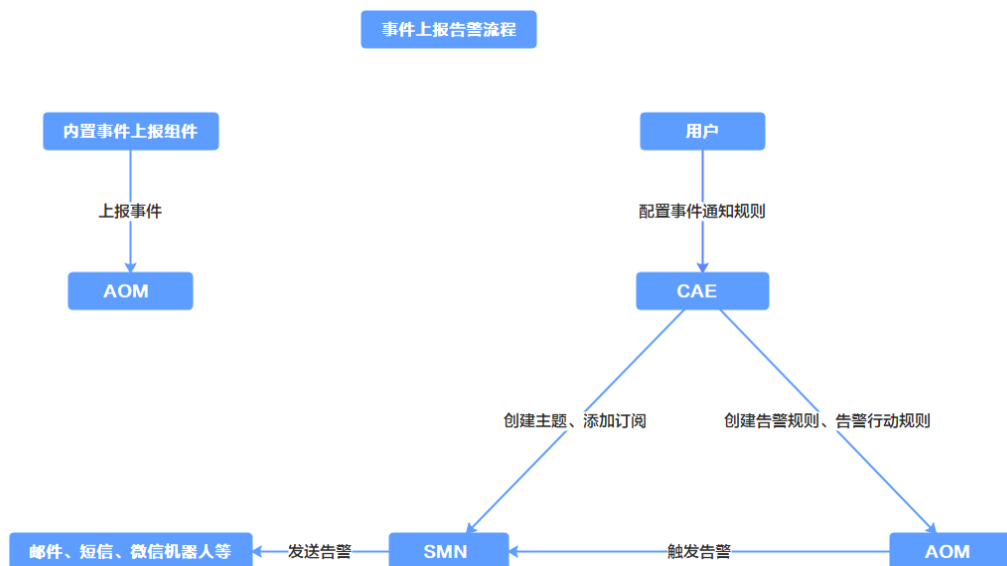 事件上报告警流程
内置事件上报组件
用户
上报事件
配置事件通知规则
AOM
CAE
创建主题、添加订阅
创建告警规则、告警行动规则
邮件、短信、微信机器人等
发送告警
SMN
触发告警
AOM